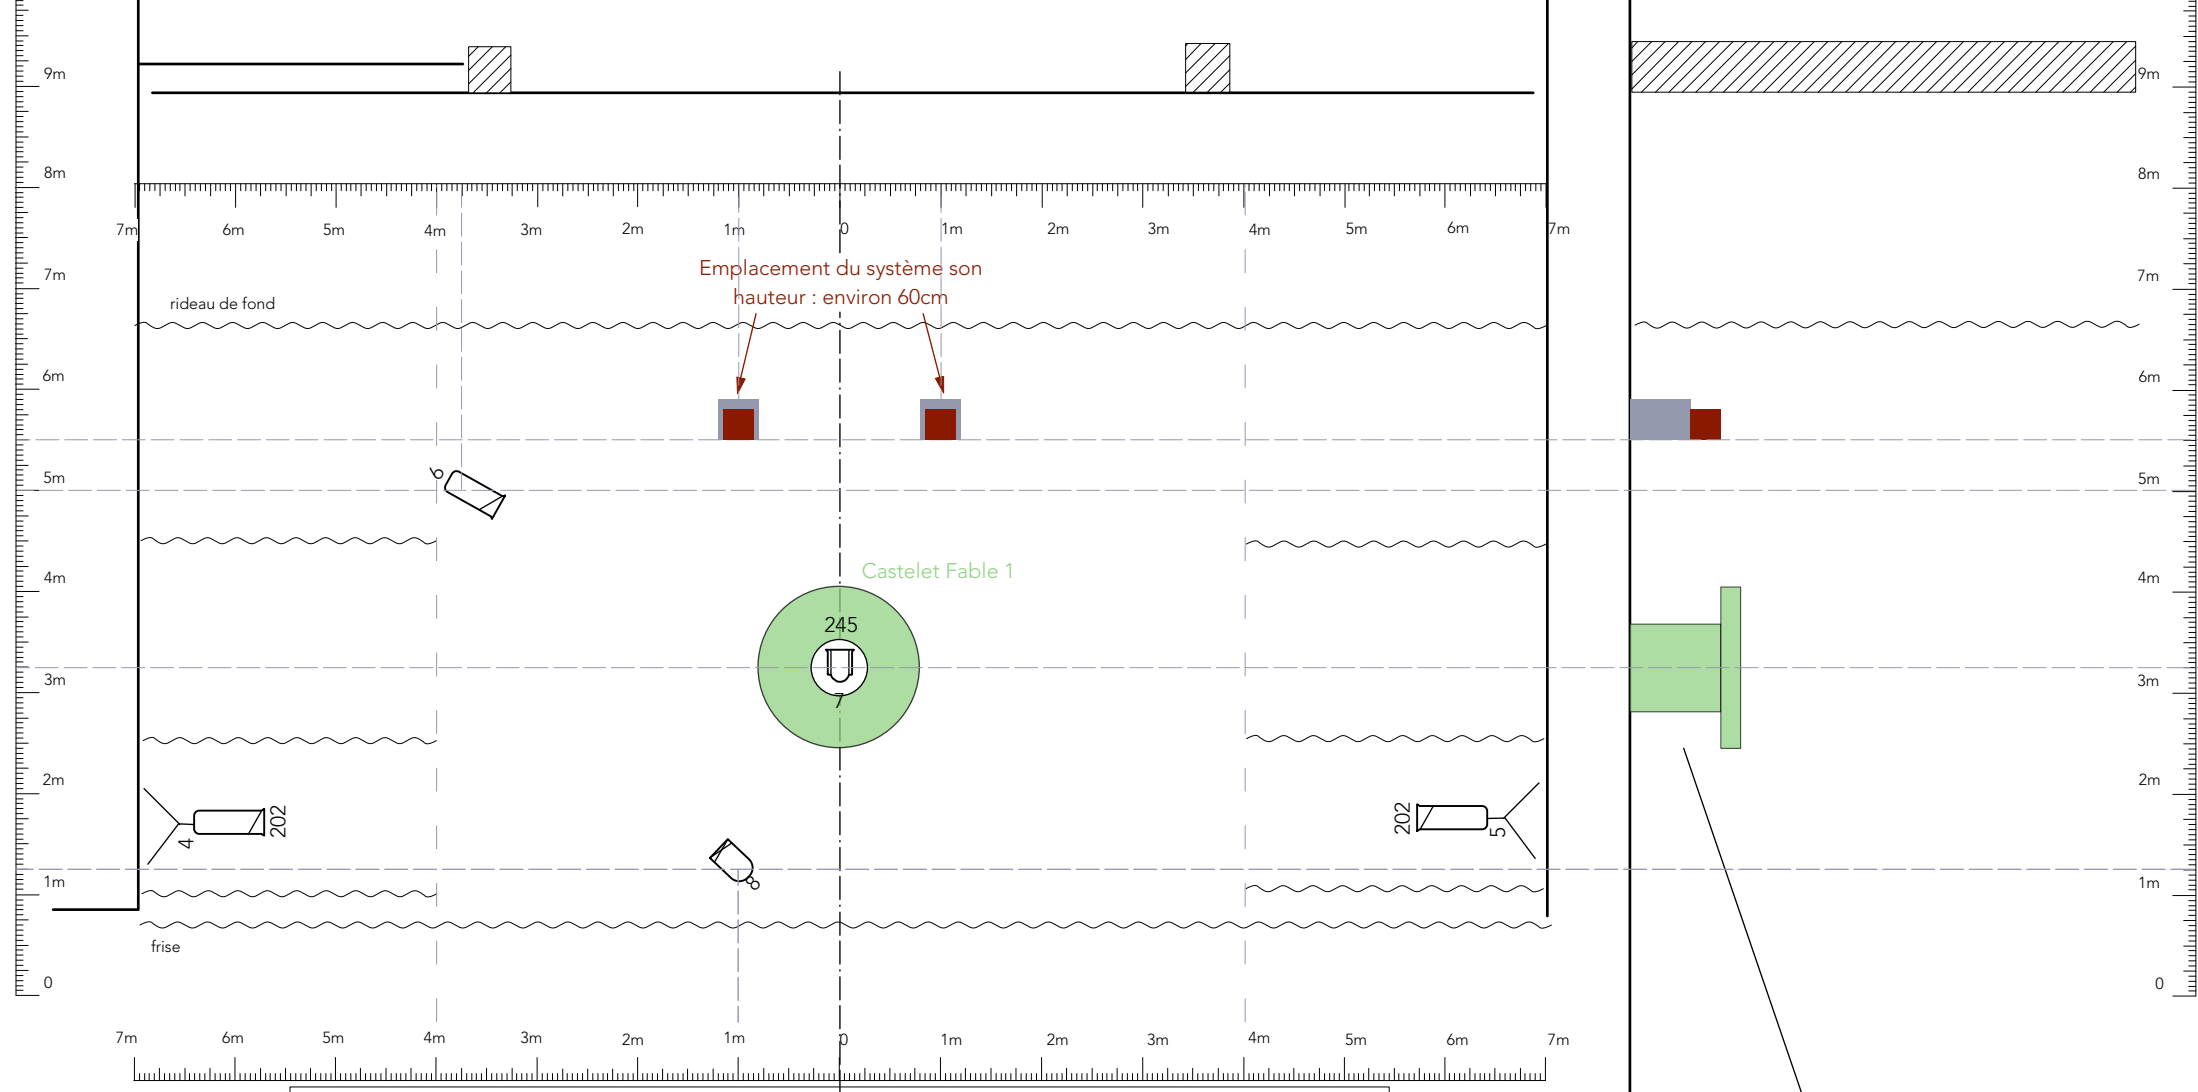 9m
9m
8m
8m
7m 6m 5m 4m 3m 2m 1m 0 1m 2m 3m 4m 5m 6m 7m
7m
7m
Emplacement du système son
hauteur : environ 60cm
rideau de fond
6m
6m
5m
5m
6
Castelet Fable 1
4m
4m
245
3m
3m
7
2m
2m
4
202
202
5
1m
1m
8
frise
0
0
7m 6m 5m 4m 3m 2m 1m 0 1m 2m 3m 4m 5m 6m 7m